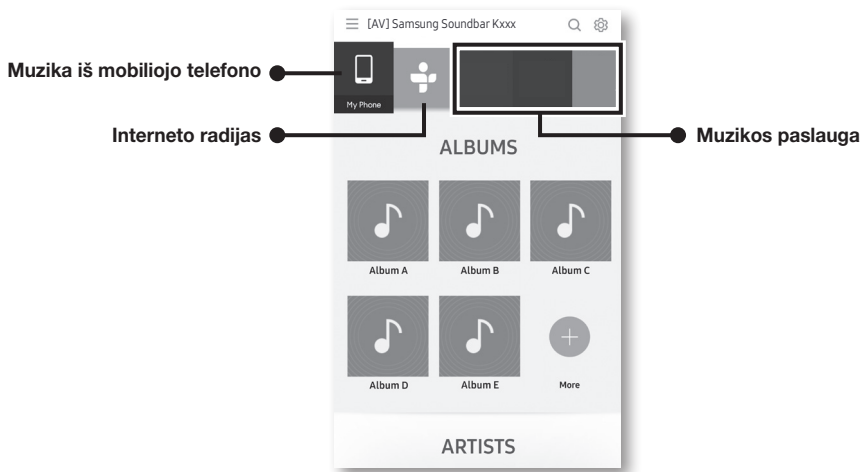 [AV] Samsung Soundbar Kxxx
Muzika iš mobiliojo telefono
My Phone
Interneto radijas
Muzikos paslauga
ALBUMS
Album A Album B Album C
Album D Album E More
ARTISTS